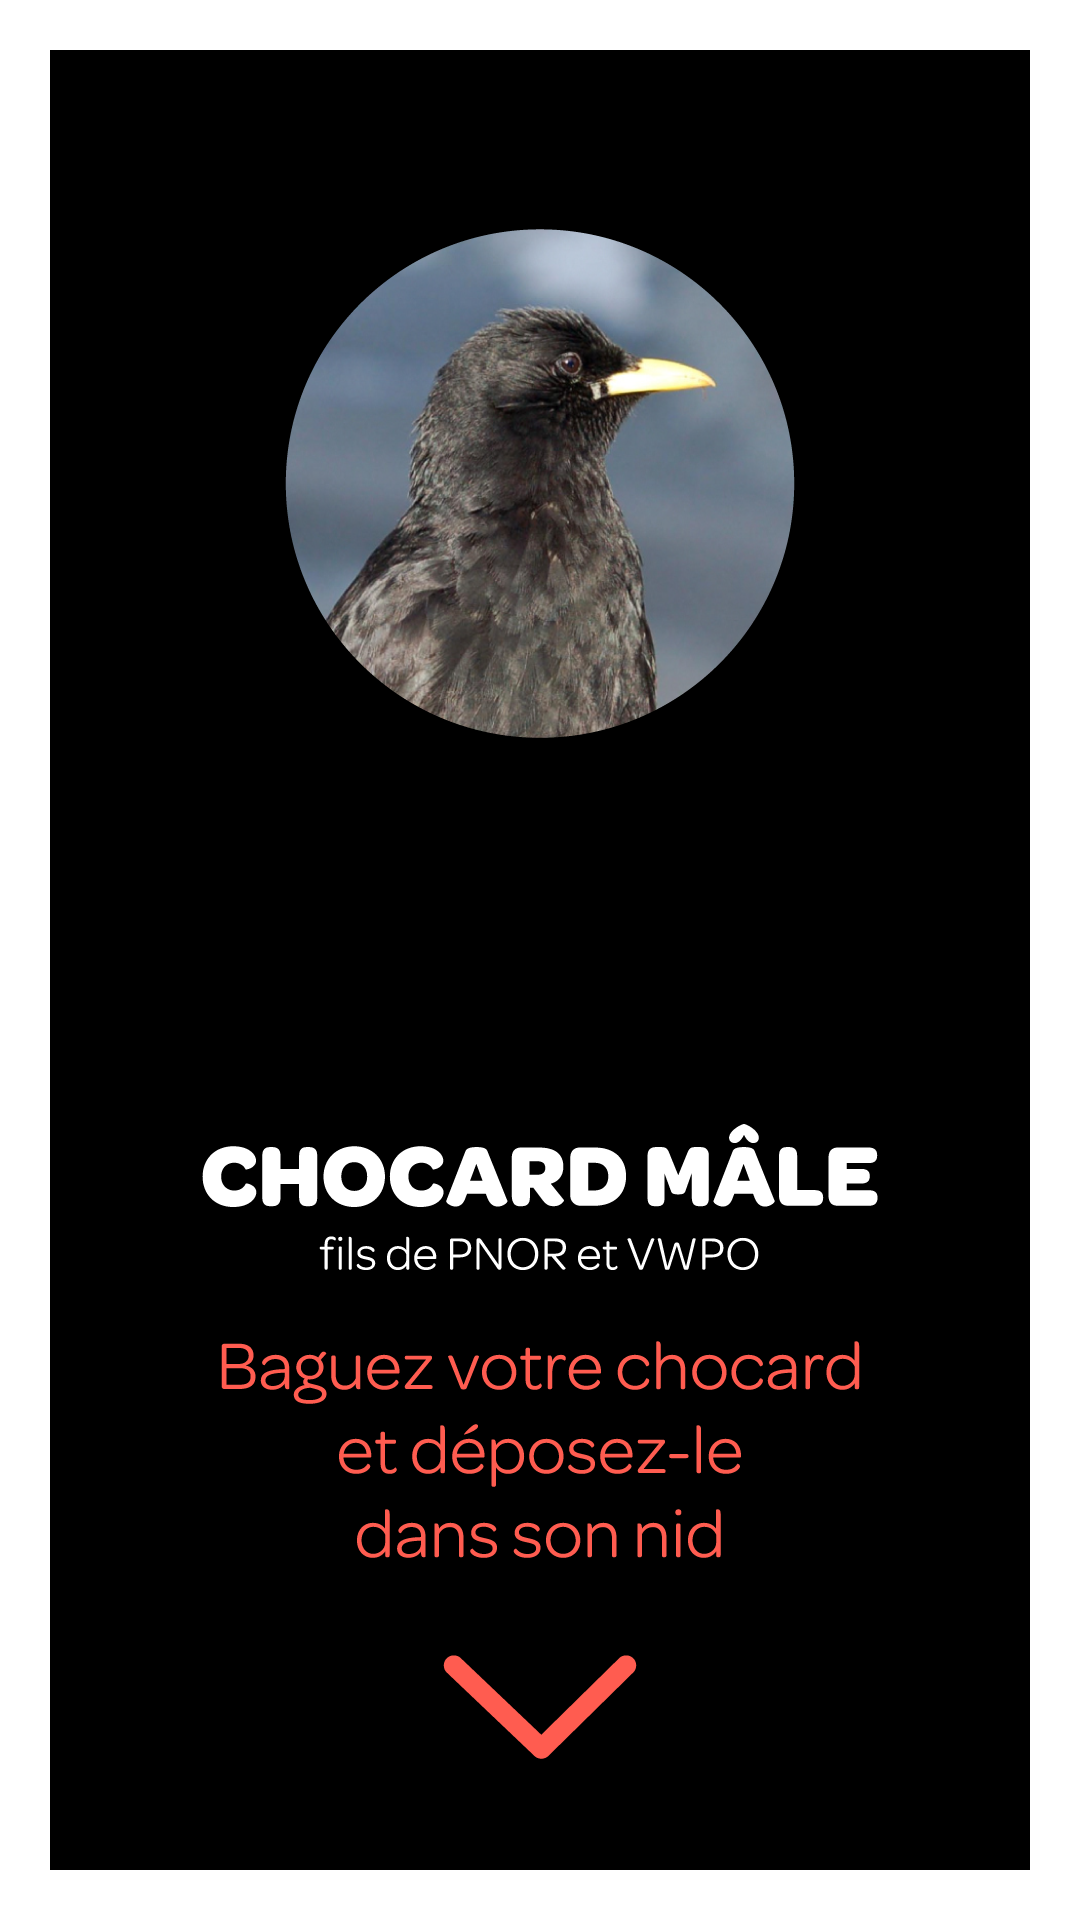 CHOCARD MÂLE
fils de PNOR et VWPO
Baguez votre chocard
et déposez-le
dans son nid